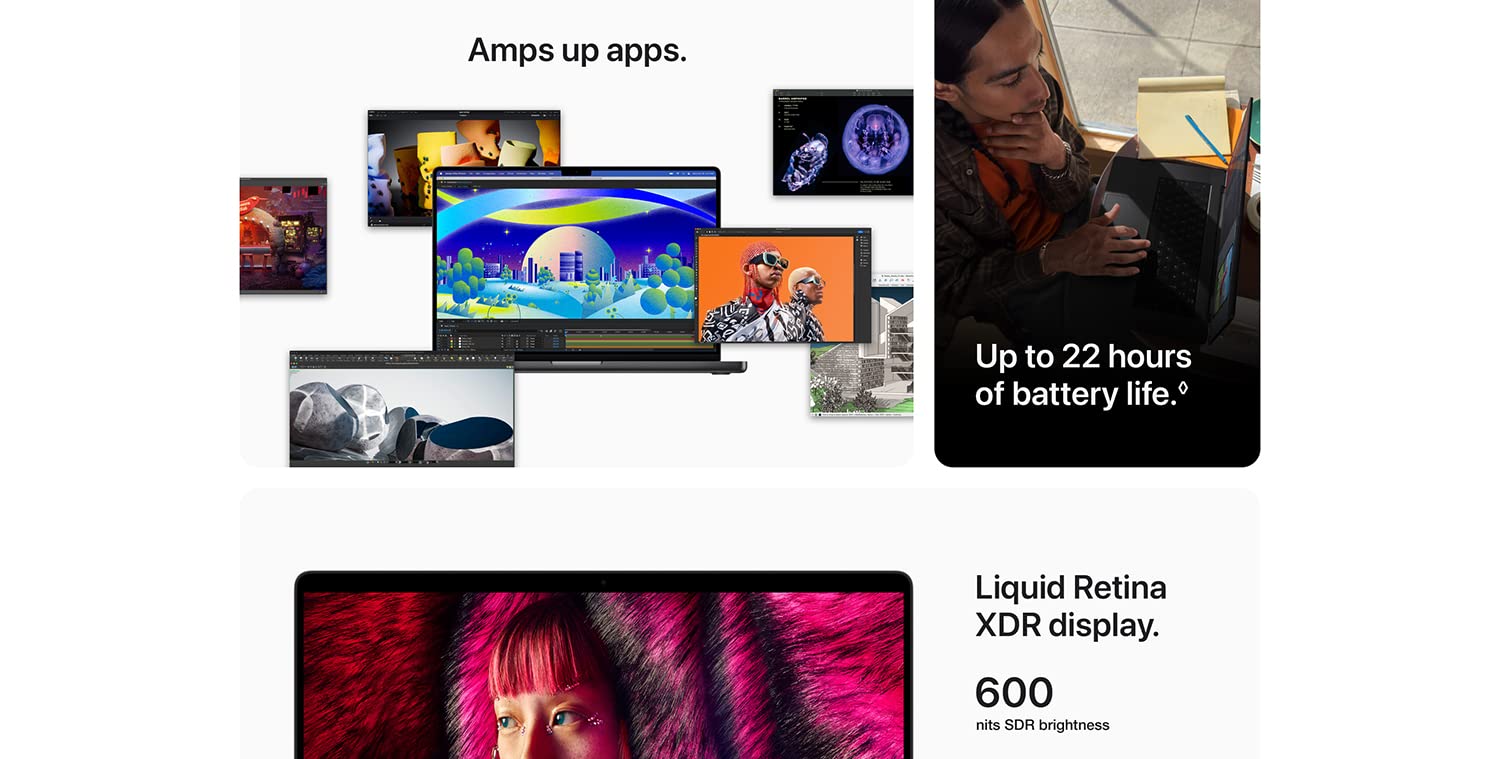 Amps up apps.
Up to 22 hours
of battery life.◊
Liquid Retina
XDR display.
600
nits SDR brightness